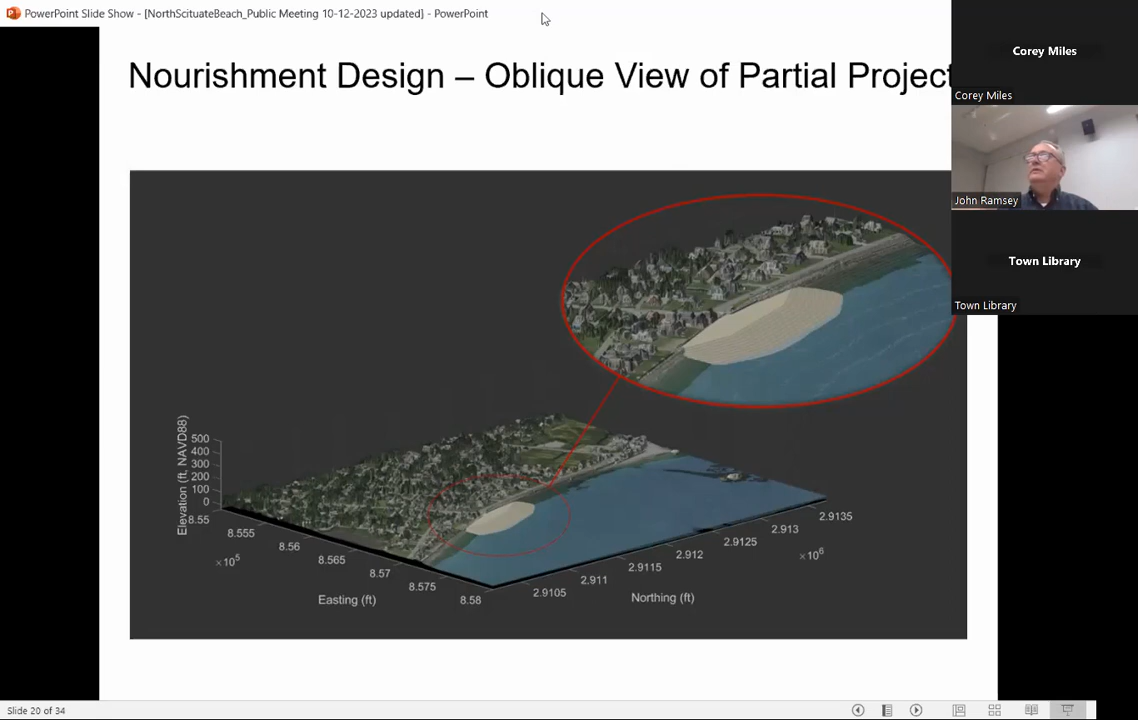 PowerPoint Slide Show - [NorthScituateBeach_Public Meeting 10-12-2023 updated] - PowerPoint
Nourishment Design – Oblique View of Partial Project
Corey Miles
Corey Miles
John Ramsey
Town Library
Town Library
Elevation (ft, NAVD88)
500
400
300
200
100
0
8.55
8.555
8.56
8.565
8.57
8.575
8.58
×10⁵
Easting (ft)
2.9105
2.911
2.9115
2.912
2.9125
2.913
2.9135
×10⁶
Northing (ft)
Slide 20 of 34